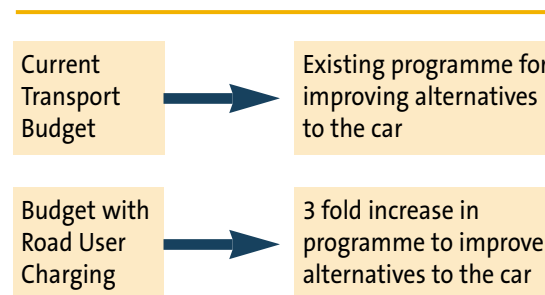 Current
Transport
Budget
Existing programme for
improving alternatives
to the car
Budget with
Road User
Charging
3 fold increase in
programme to improve
alternatives to the car